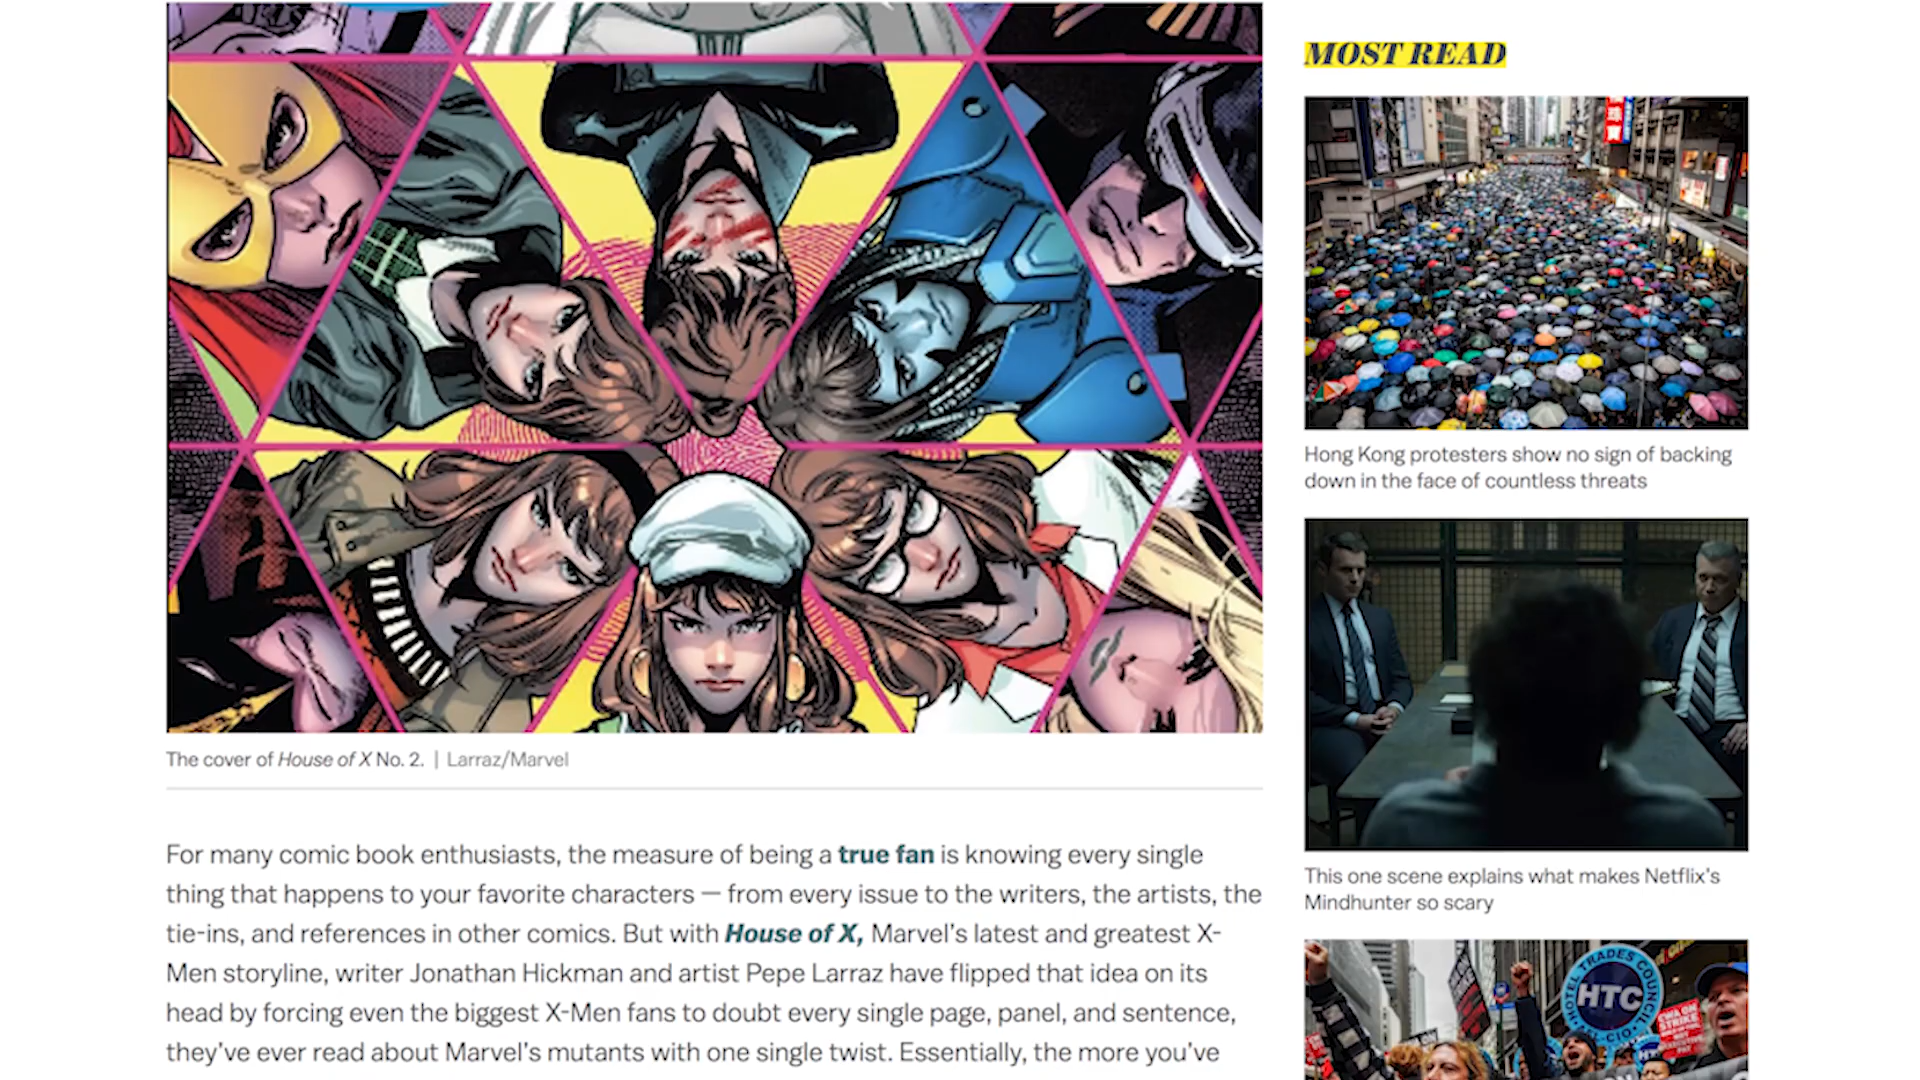 MOST READ
Hong Kong protesters show no sign of backing
down in the face of countless threats
This one scene explains what makes Netflix's
Mindhunter so scary
HOTEL TRADES COUNCIL
HTC
AFL-CIO
CWA ON
STRIKE
The cover of House of X No. 2. | Larraz/Marvel
For many comic book enthusiasts, the measure of being a true fan is knowing every single
thing that happens to your favorite characters — from every issue to the writers, the artists, the
tie-ins, and references in other comics. But with House of X, Marvel's latest and greatest X-
Men storyline, writer Jonathan Hickman and artist Pepe Larraz have flipped that idea on its
head by forcing even the biggest X-Men fans to doubt every single page, panel, and sentence,
they've ever read about Marvel's mutants with one single twist. Essentially, the more you've